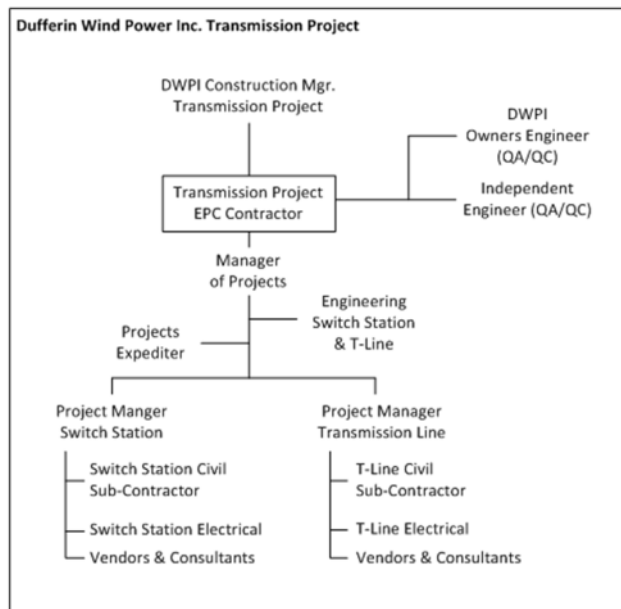 Dufferin Wind Power Inc. Transmission Project
DWPI Construction Mgr.
Transmission Project
DWPI
Owners Engineer
(QA/QC)
Transmission Project
EPC Contractor
Independent
Engineer (QA/QC)
Manager
of Projects
Engineering
Switch Station
& T-Line
Projects
Expediter
Project Manger
Switch Station
Switch Station Civil
Sub-Contractor
Switch Station Electrical
Vendors & Consultants
Project Manager
Transmission Line
T-Line Civil
Sub-Contractor
T-Line Electrical
Vendors & Consultants